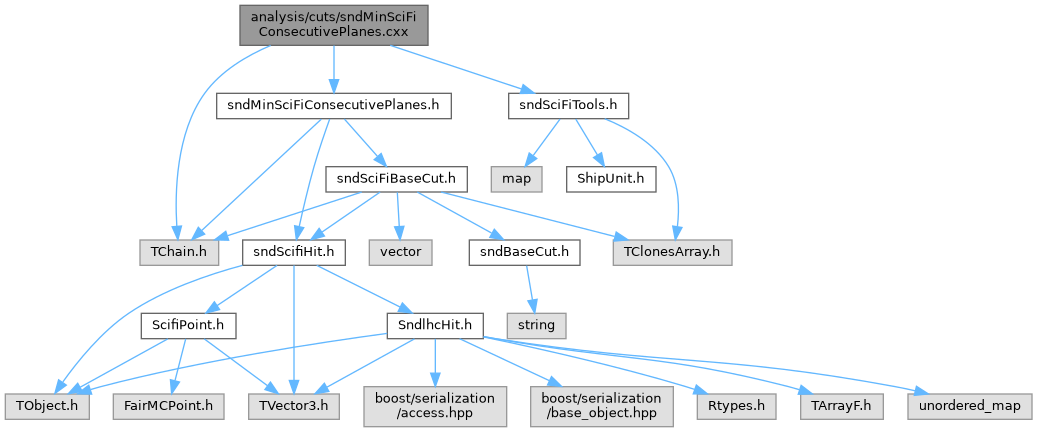 analysis/cuts/sndMinSciFi
ConsecutivePlanes.cxx
sndMinSciFiConsecutivePlanes.h
sndSciFiTools.h
sndSciFiBaseCut.h
map
ShipUnit.h
TChain.h
sndScifiHit.h
vector
sndBaseCut.h
TClonesArray.h
ScifiPoint.h
SndlhcHit.h
string
TObject.h
FairMCPoint.h
TVector3.h
boost/serialization
/access.hpp
boost/serialization
/base_object.hpp
Rtypes.h
TArrayF.h
unordered_map